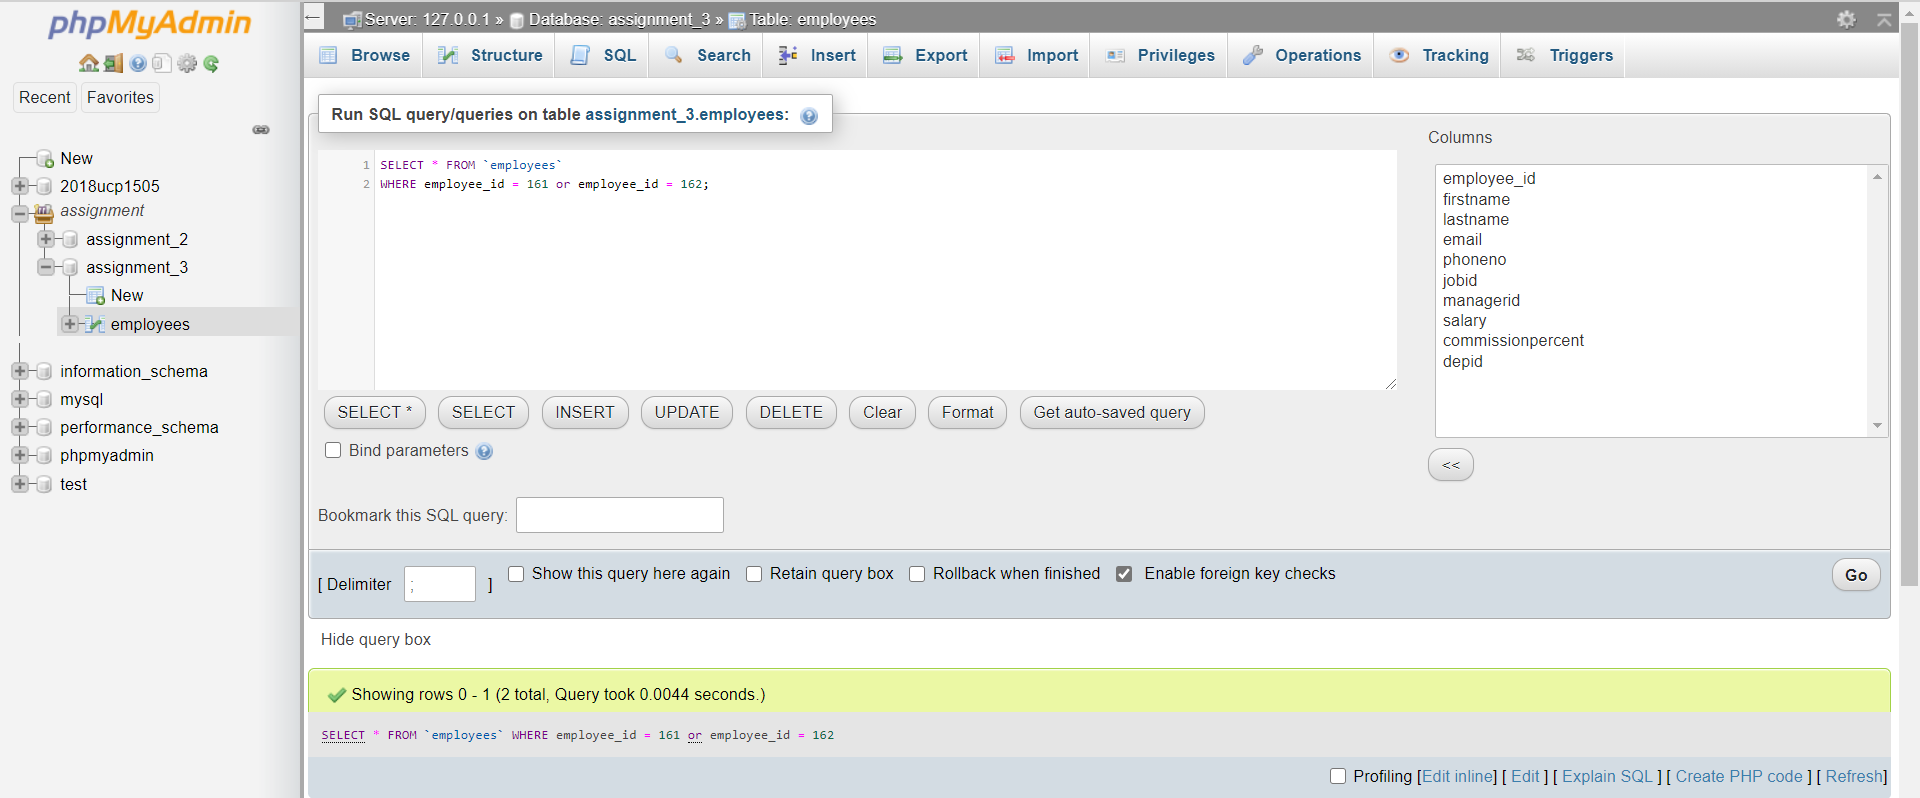 phpMyAdmin
Recent Favorites
New
2018ucp1505
assignment
assignment_2
assignment_3
New
employees
information_schema
mysql
performance_schema
phpmyadmin
test
Server: 127.0.0.1 » Database: assignment_3 » Table: employees
Browse Structure SQL Search Insert Export Import Privileges Operations Tracking Triggers
Run SQL query/queries on table assignment_3.employees:
1 SELECT * FROM `employees`
2 WHERE employee_id = 161 or employee_id = 162;
Columns
employee_id
firstname
lastname
email
phoneno
jobid
managerid
salary
commissionpercent
depid
<<
SELECT * SELECT INSERT UPDATE DELETE Clear Format Get auto-saved query
Bind parameters
Bookmark this SQL query:
[ Delimiter ; ] Show this query here again Retain query box Rollback when finished Enable foreign key checks Go
Hide query box
Showing rows 0 - 1 (2 total, Query took 0.0044 seconds.)
SELECT * FROM `employees` WHERE employee_id = 161 or employee_id = 162
Profiling [Edit inline] [ Edit ] [ Explain SQL ] [ Create PHP code ] [ Refresh]